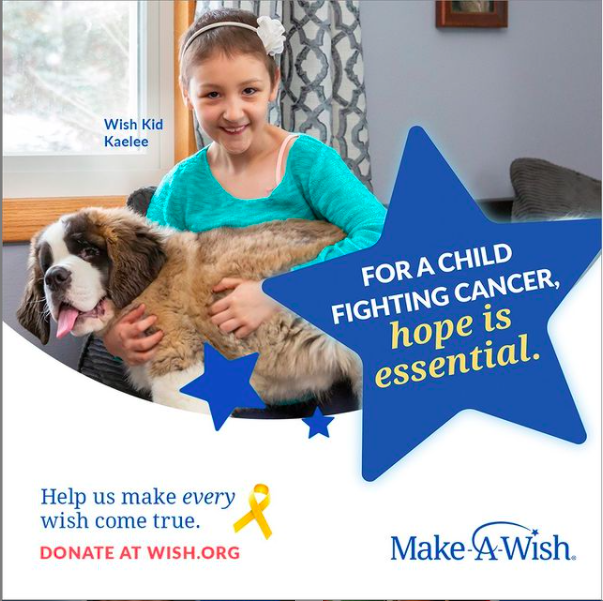 Wish Kid
Kaelee
FOR A CHILD
FIGHTING CANCER,
hope is
essential.
Help us make every
wish come true.
DONATE AT WISH.ORG
Make-A-Wish®